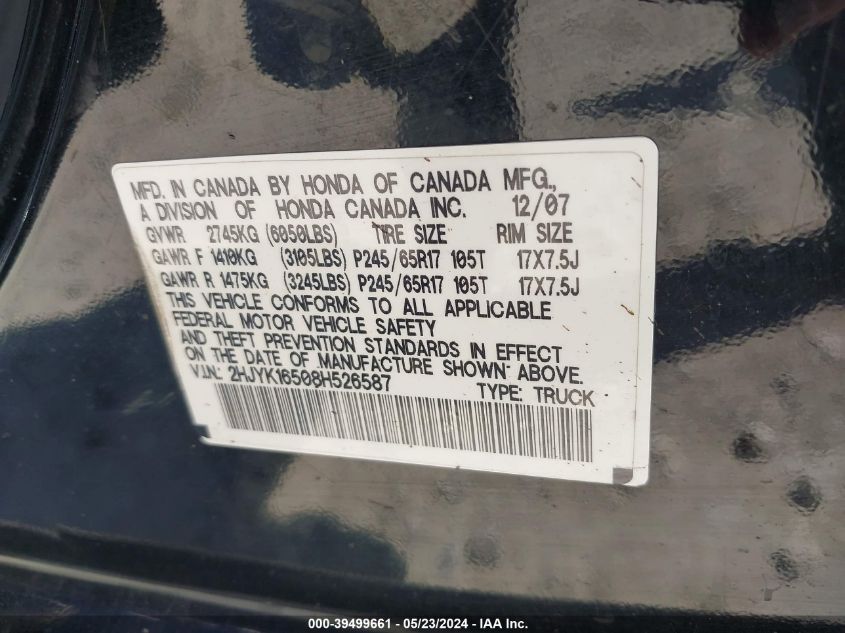 MFD. IN CANADA BY HONDA OF CANADA MFG.,
A DIVISION OF HONDA CANADA INC. 12/07
GVWR 2745KG (6050LBS) TIRE SIZE RIM SIZE
GAWR F 1410KG (3105LBS) P245/65R17 105T 17X7.5J
GAWR R 1475KG (3245LBS) P245/65R17 105T 17X7.5J
THIS VEHICLE CONFORMS TO ALL APPLICABLE
FEDERAL MOTOR VEHICLE SAFETY
AND THEFT PREVENTION STANDARDS IN EFFECT
ON THE DATE OF MANUFACTURE SHOWN ABOVE.
V.I.N.: 2HJYK16508H526587 TYPE: TRUCK
000-39499661 - 05/23/2024 - IAA Inc.